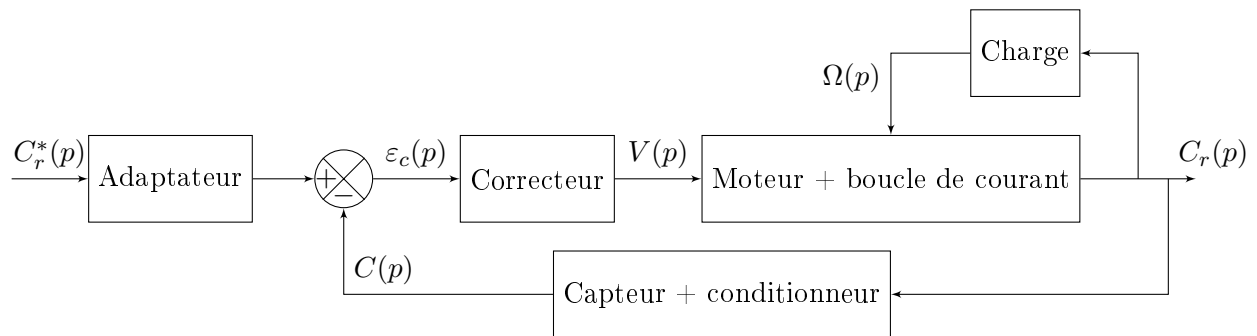 Charge
Ω(p)
C_r^*(p)
Adaptateur
+
−
ε_c(p)
Correcteur
V(p)
Moteur + boucle de courant
C_r(p)
C(p)
Capteur + conditionneur